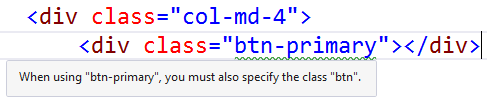 <div class="col-md-4">
<div class="btn-primary"></div>
When using "btn-primary", you must also specify the class "btn".